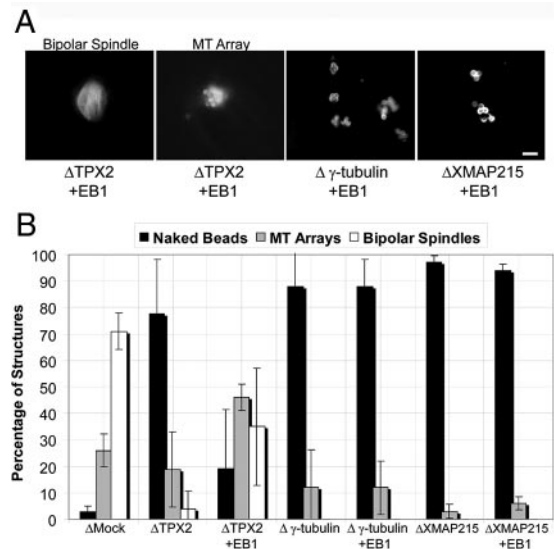 A
Bipolar Spindle MT Array
ΔTPX2 ΔTPX2 Δ γ-tubulin ΔXMAP215
+EB1 +EB1 +EB1 +EB1
B
Naked Beads MT Arrays Bipolar Spindles
Percentage of Structures
100
90
80
70
60
50
40
30
20
10
0
ΔMock ΔTPX2 ΔTPX2 Δ γ-tubulin Δ γ-tubulin ΔXMAP215 ΔXMAP215
+EB1 +EB1 +EB1